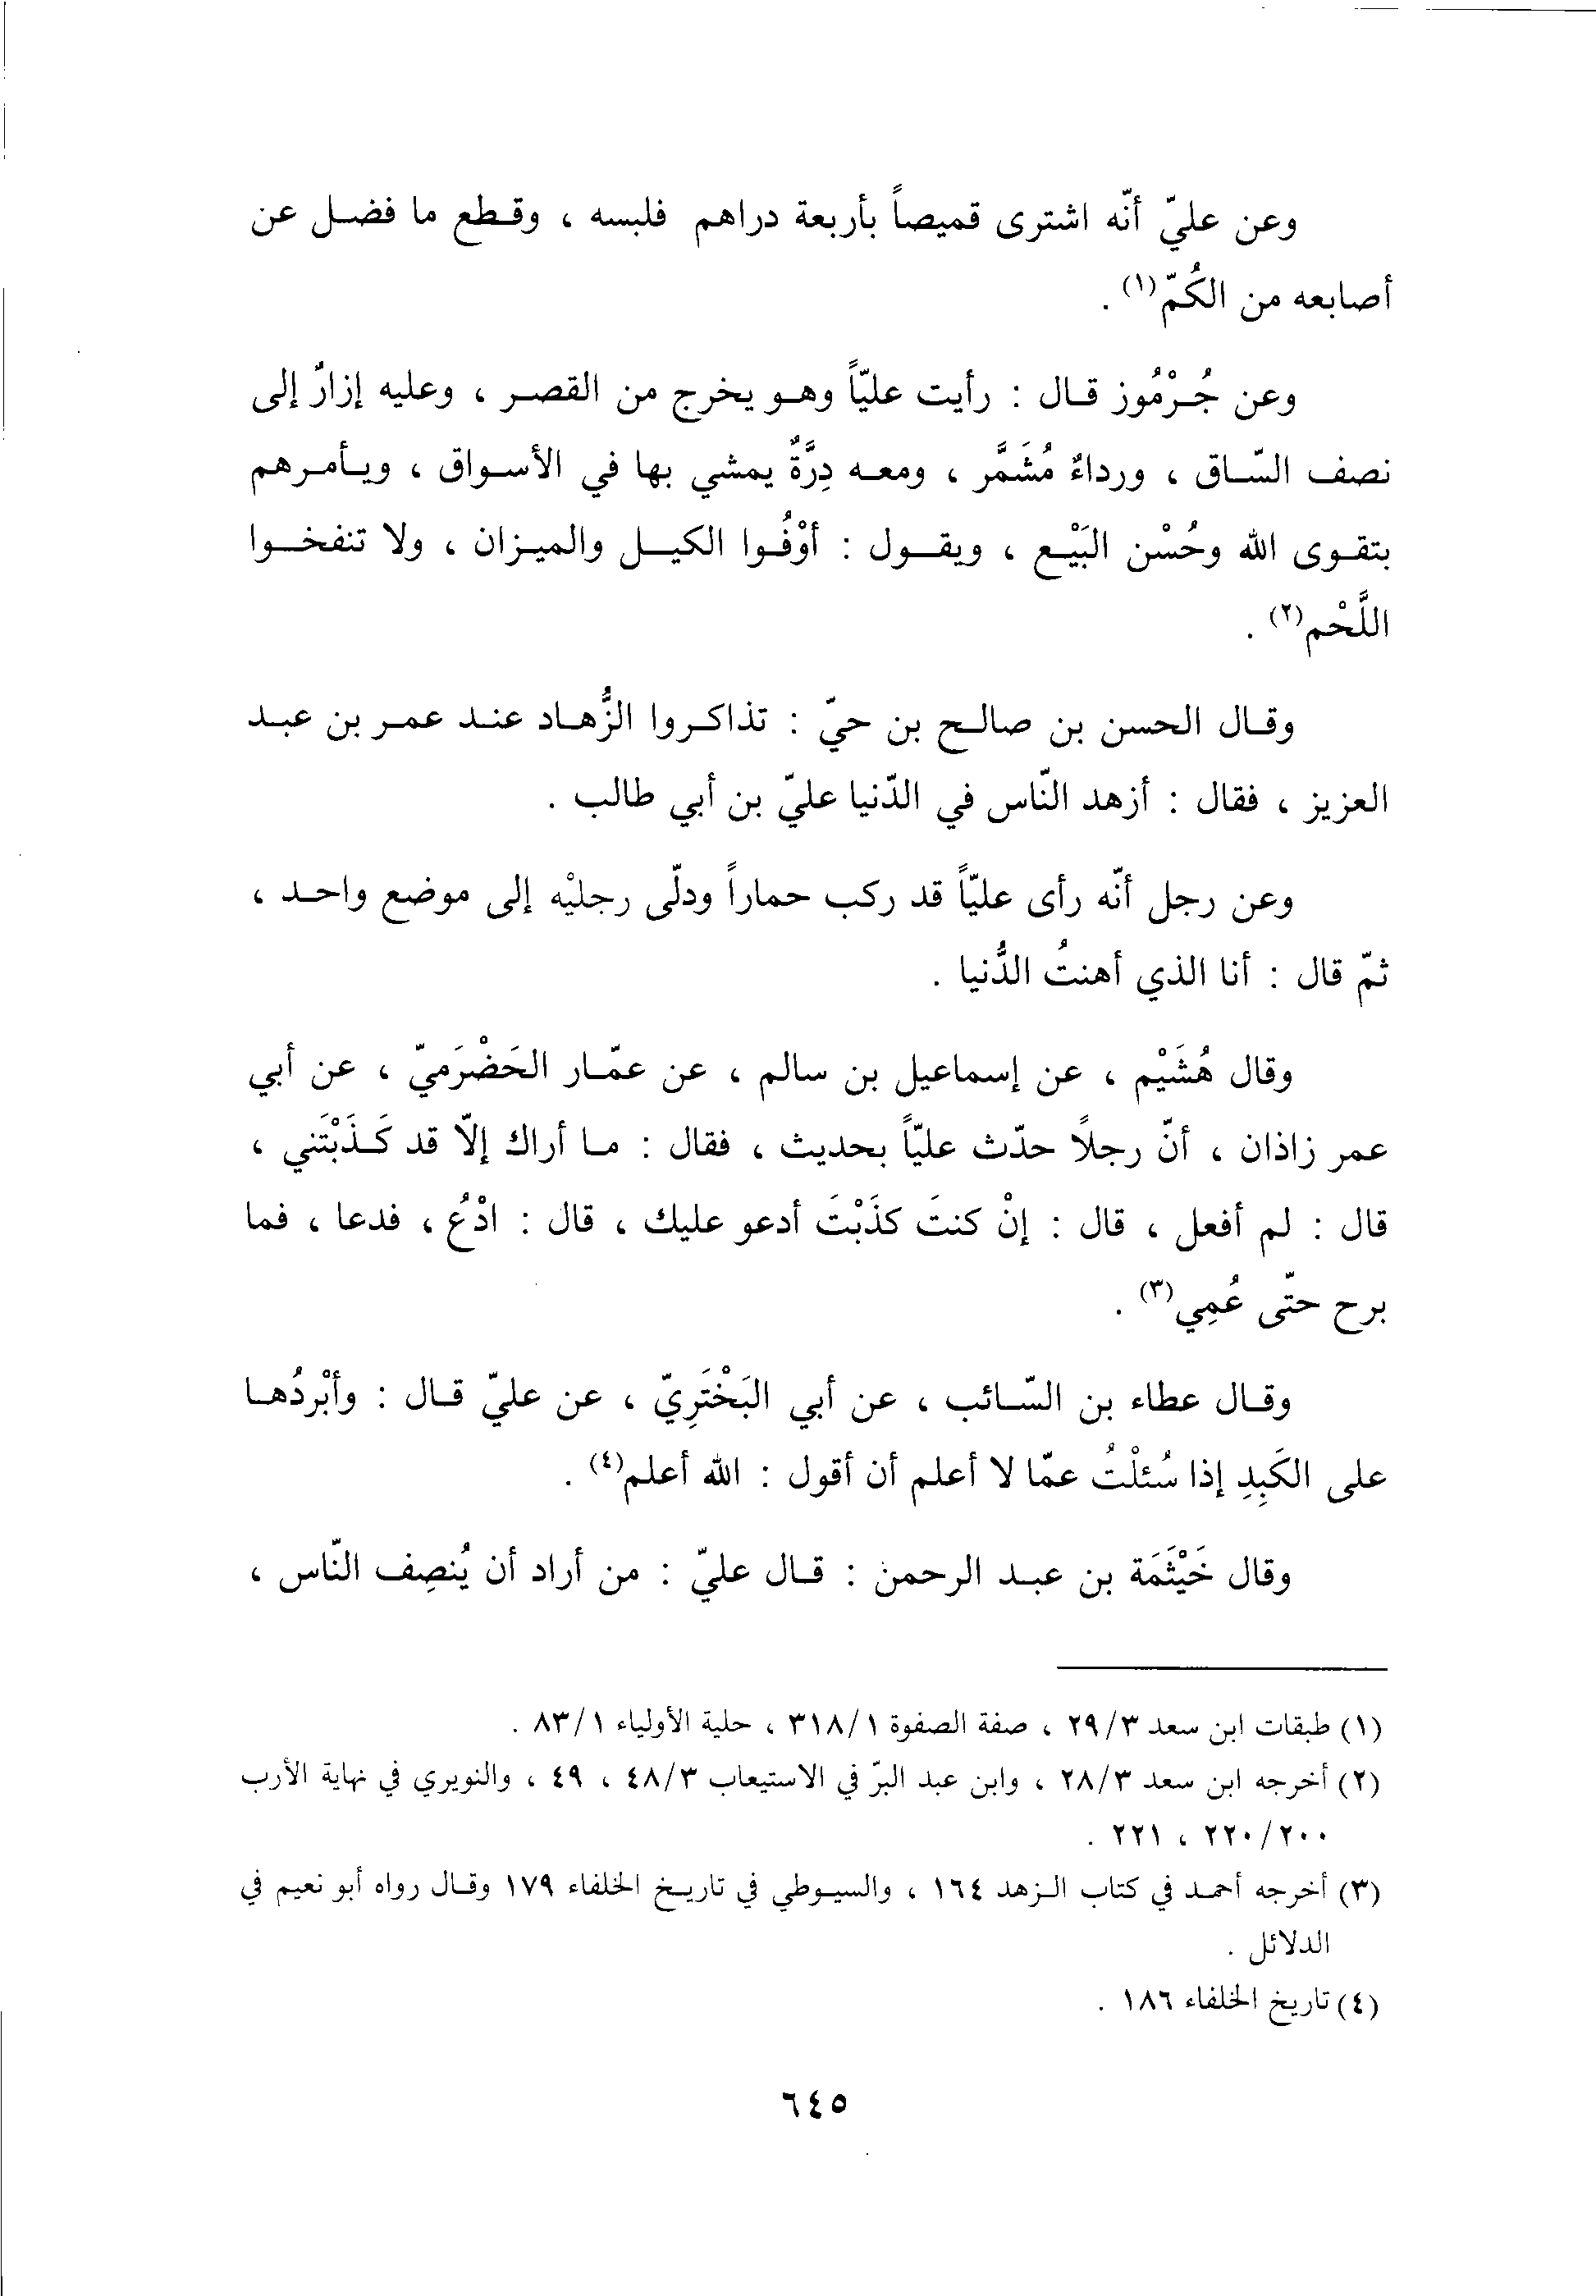 وعن عليّ أنّه اشترى قميصاً بأربعة دراهم فلبسه ، وقطع ما فضل عن
أصابعه من الكُمّ(١) .
وعن جُرْمُوز قال : رأيت عليّاً وهو يخرج من القصر ، وعليه إزارٌ إلى
نصف السّاق ، ورداءٌ مُشَمَّر ، ومعه دِرَّةٌ يمشي بها في الأسواق ، ويأمرهم
بتقوى الله وحُسْن البَيْع ، ويقول : أوْفُوا الكيل والميزان ، ولا تنفخوا
اللَّحْم(٢) .
وقال الحسن بن صالح بن حيّ : تذاكروا الزُّهاد عند عمر بن عبد
العزيز ، فقال : أزهد النّاس في الدّنيا عليّ بن أبي طالب .
وعن رجل أنّه رأى عليّاً قد ركب حماراً ودلّى رجليْه إلى موضع واحد ،
ثمّ قال : أنا الذي أهنتُ الدُّنيا .
وقال هُشَيْم ، عن إسماعيل بن سالم ، عن عمّار الحَضْرَميّ ، عن أبي
عمر زاذان ، أنّ رجلاً حدّث عليّاً بحديث ، فقال : ما أراك إلاّ قد كَذَبْتَني ،
قال : لم أفعل ، قال : إنْ كنتَ كذَبْتَ أدعو عليك ، قال : ادْعُ ، فدعا ، فما
برح حتّى عُمِي(٣) .
وقال عطاء بن السّائب ، عن أبي البَخْتَرِيّ ، عن عليّ قال : وأبْردُها
على الكَبِدِ إذا سُئلْتُ عمّا لا أعلم أن أقول : الله أعلم(٤) .
وقال خَيْثَمَة بن عبد الرحمن : قال عليّ : من أراد أن يُنصِف النّاس ،
(١) طبقات ابن سعد ٢٩/٣ ، صفة الصفوة ٣١٨/١ ، حلية الأولياء ٨٣/١ .
(٢) أخرجه ابن سعد ٢٨/٣ ، وابن عبد البرّ في الاستيعاب ٤٨/٣ ، ٤٩ ، والنويري في نهاية الأرب
٢٢٠/٢٠٠ ، ٢٢١ .
(٣) أخرجه أحمد في كتاب الزهد ١٦٤ ، والسيوطي في تاريخ الخلفاء ١٧٩ وقال رواه أبو نعيم في
الدلائل .
(٤) تاريخ الخلفاء ١٨٦ .
٦٤٥